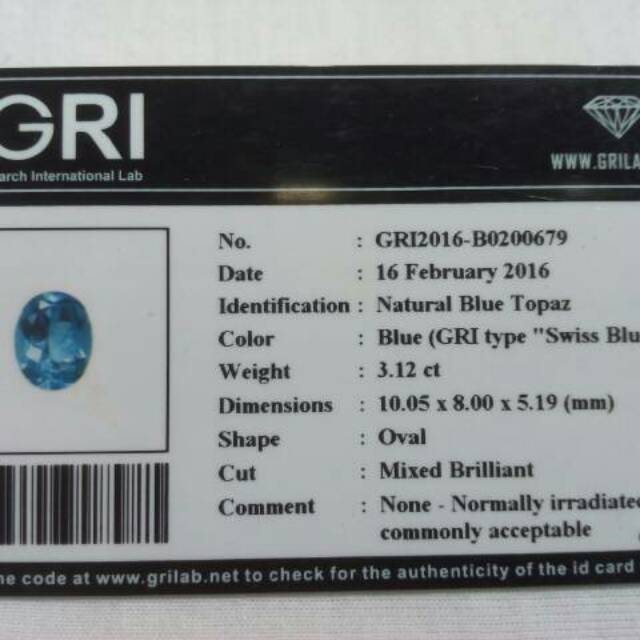 GRI
arch International Lab
WWW.GRILA
No. : GRI2016-B0200679
Date : 16 February 2016
Identification : Natural Blue Topaz
Color : Blue (GRI type "Swiss Blu
Weight : 3.12 ct
Dimensions : 10.05 x 8.00 x 5.19 (mm)
Shape : Oval
Cut : Mixed Brilliant
Comment : None - Normally irradiated
commonly acceptable
he code at www.grilab.net to check for the authenticity of the id card